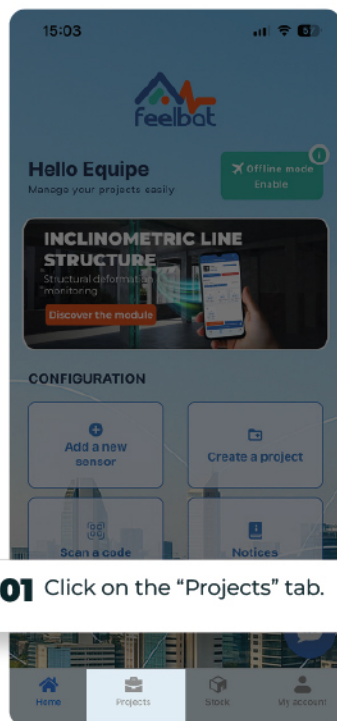 15:03
feelbat
Hello Equipe
Manage your projects easily
Offline mode
Enable
i
INCLINOMETRIC LINE
STRUCTURE
Structural deformation
monitoring
Discover the module
CONFIGURATION
Add a new
sensor
Create a project
Scan a code
Notices
01 Click on the “Projects” tab.
Home
Projects
Stock
My account